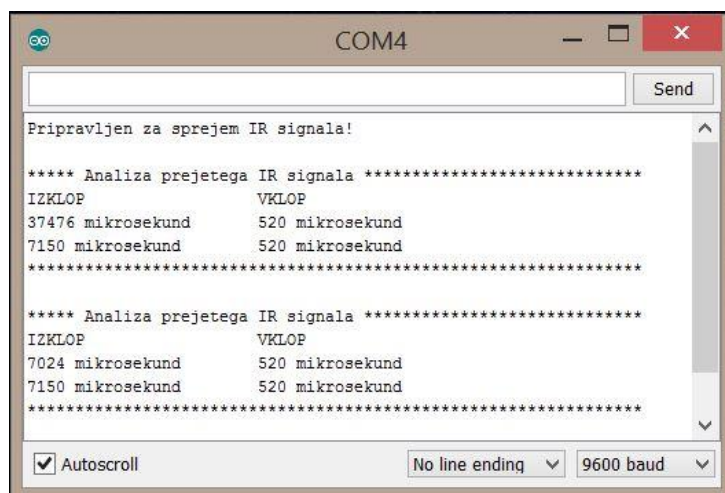 COM4
Send
Pripravljen za sprejem IR signala!
***** Analiza prejetega IR signala *****************************
IZKLOP VKLOP
37476 mikrosekund 520 mikrosekund
7150 mikrosekund 520 mikrosekund
****************************************************************
***** Analiza prejetega IR signala *****************************
IZKLOP VKLOP
7024 mikrosekund 520 mikrosekund
7150 mikrosekund 520 mikrosekund
****************************************************************
Autoscroll No line ending 9600 baud